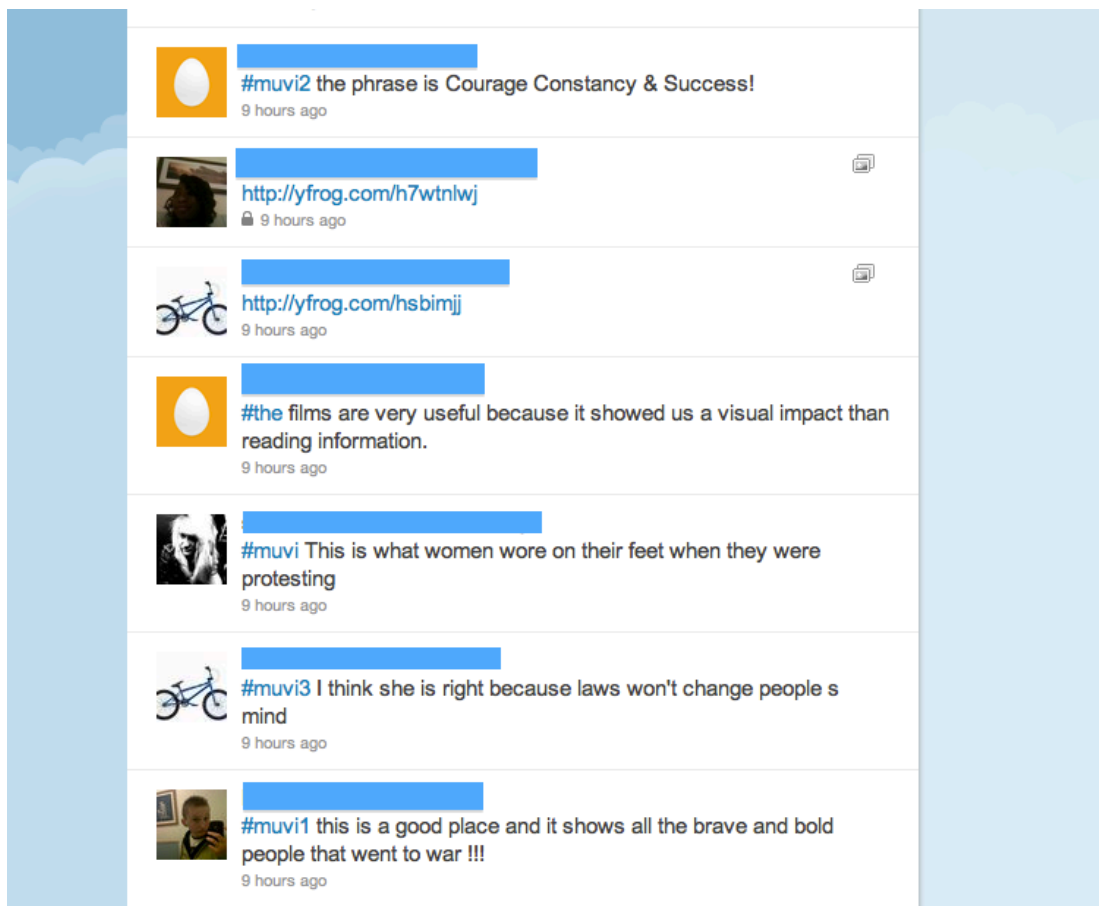 #muvi2 the phrase is Courage Constancy & Success!
9 hours ago
http://yfrog.com/h7wtnlwj
9 hours ago
http://yfrog.com/hsbimjj
9 hours ago
#the films are very useful because it showed us a visual impact than
reading information.
9 hours ago
#muvi This is what women wore on their feet when they were
protesting
9 hours ago
#muvi3 I think she is right because laws won't change people s
mind
9 hours ago
#muvi1 this is a good place and it shows all the brave and bold
people that went to war !!!
9 hours ago